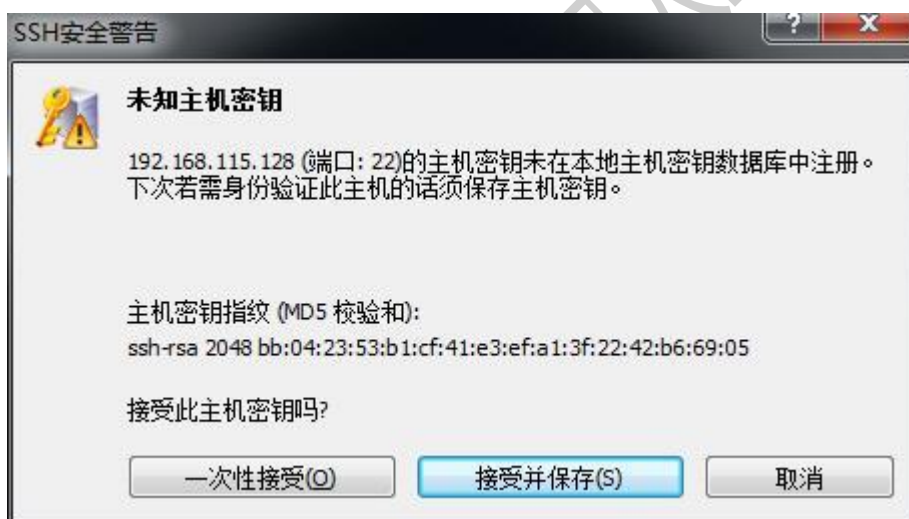 SSH安全警告
未知主机密钥
192.168.115.128 (端口: 22)的主机密钥未在本地主机密钥数据库中注册。
下次若需身份验证此主机的话须保存主机密钥。
主机密钥指纹 (MD5 校验和):
ssh-rsa 2048 bb:04:23:53:b1:cf:41:e3:ef:a1:3f:22:42:b6:69:05
接受此主机密钥吗?
一次性接受(O) 接受并保存(S) 取消